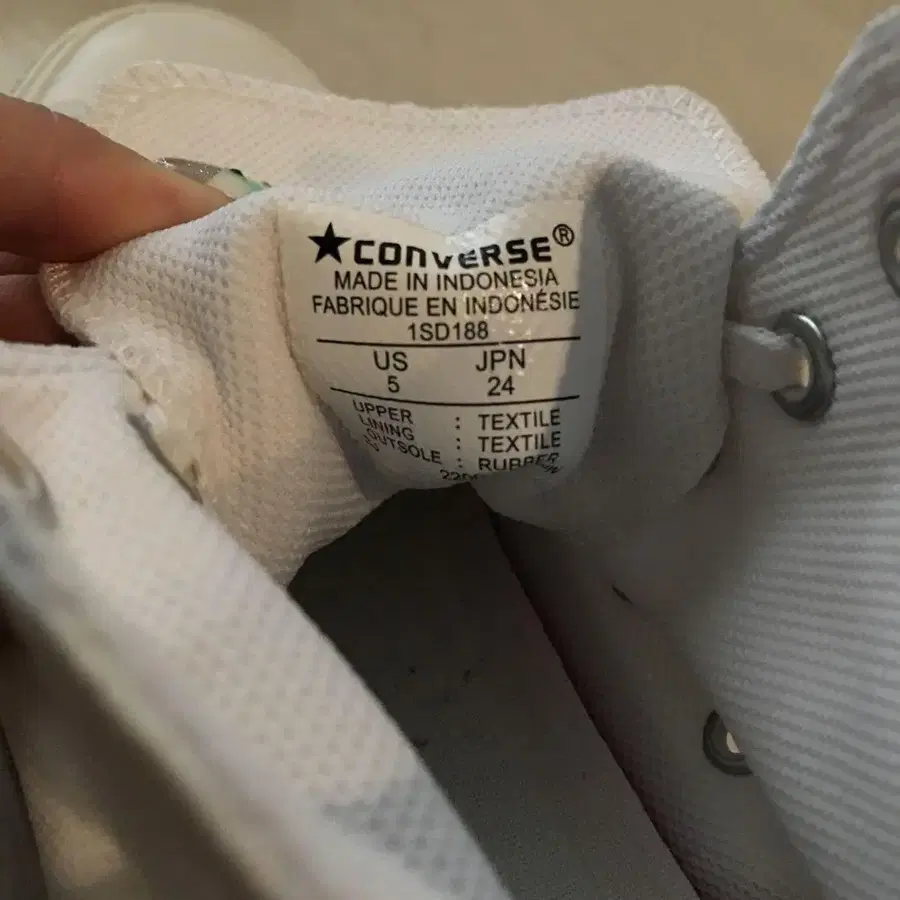 ★CONVERSE®
MADE IN INDONESIA
FABRIQUE EN INDONÉSIE
1SD188
US JPN
5 24
UPPER : TEXTILE
LINING : TEXTILE
OUTSOLE : RUBBER